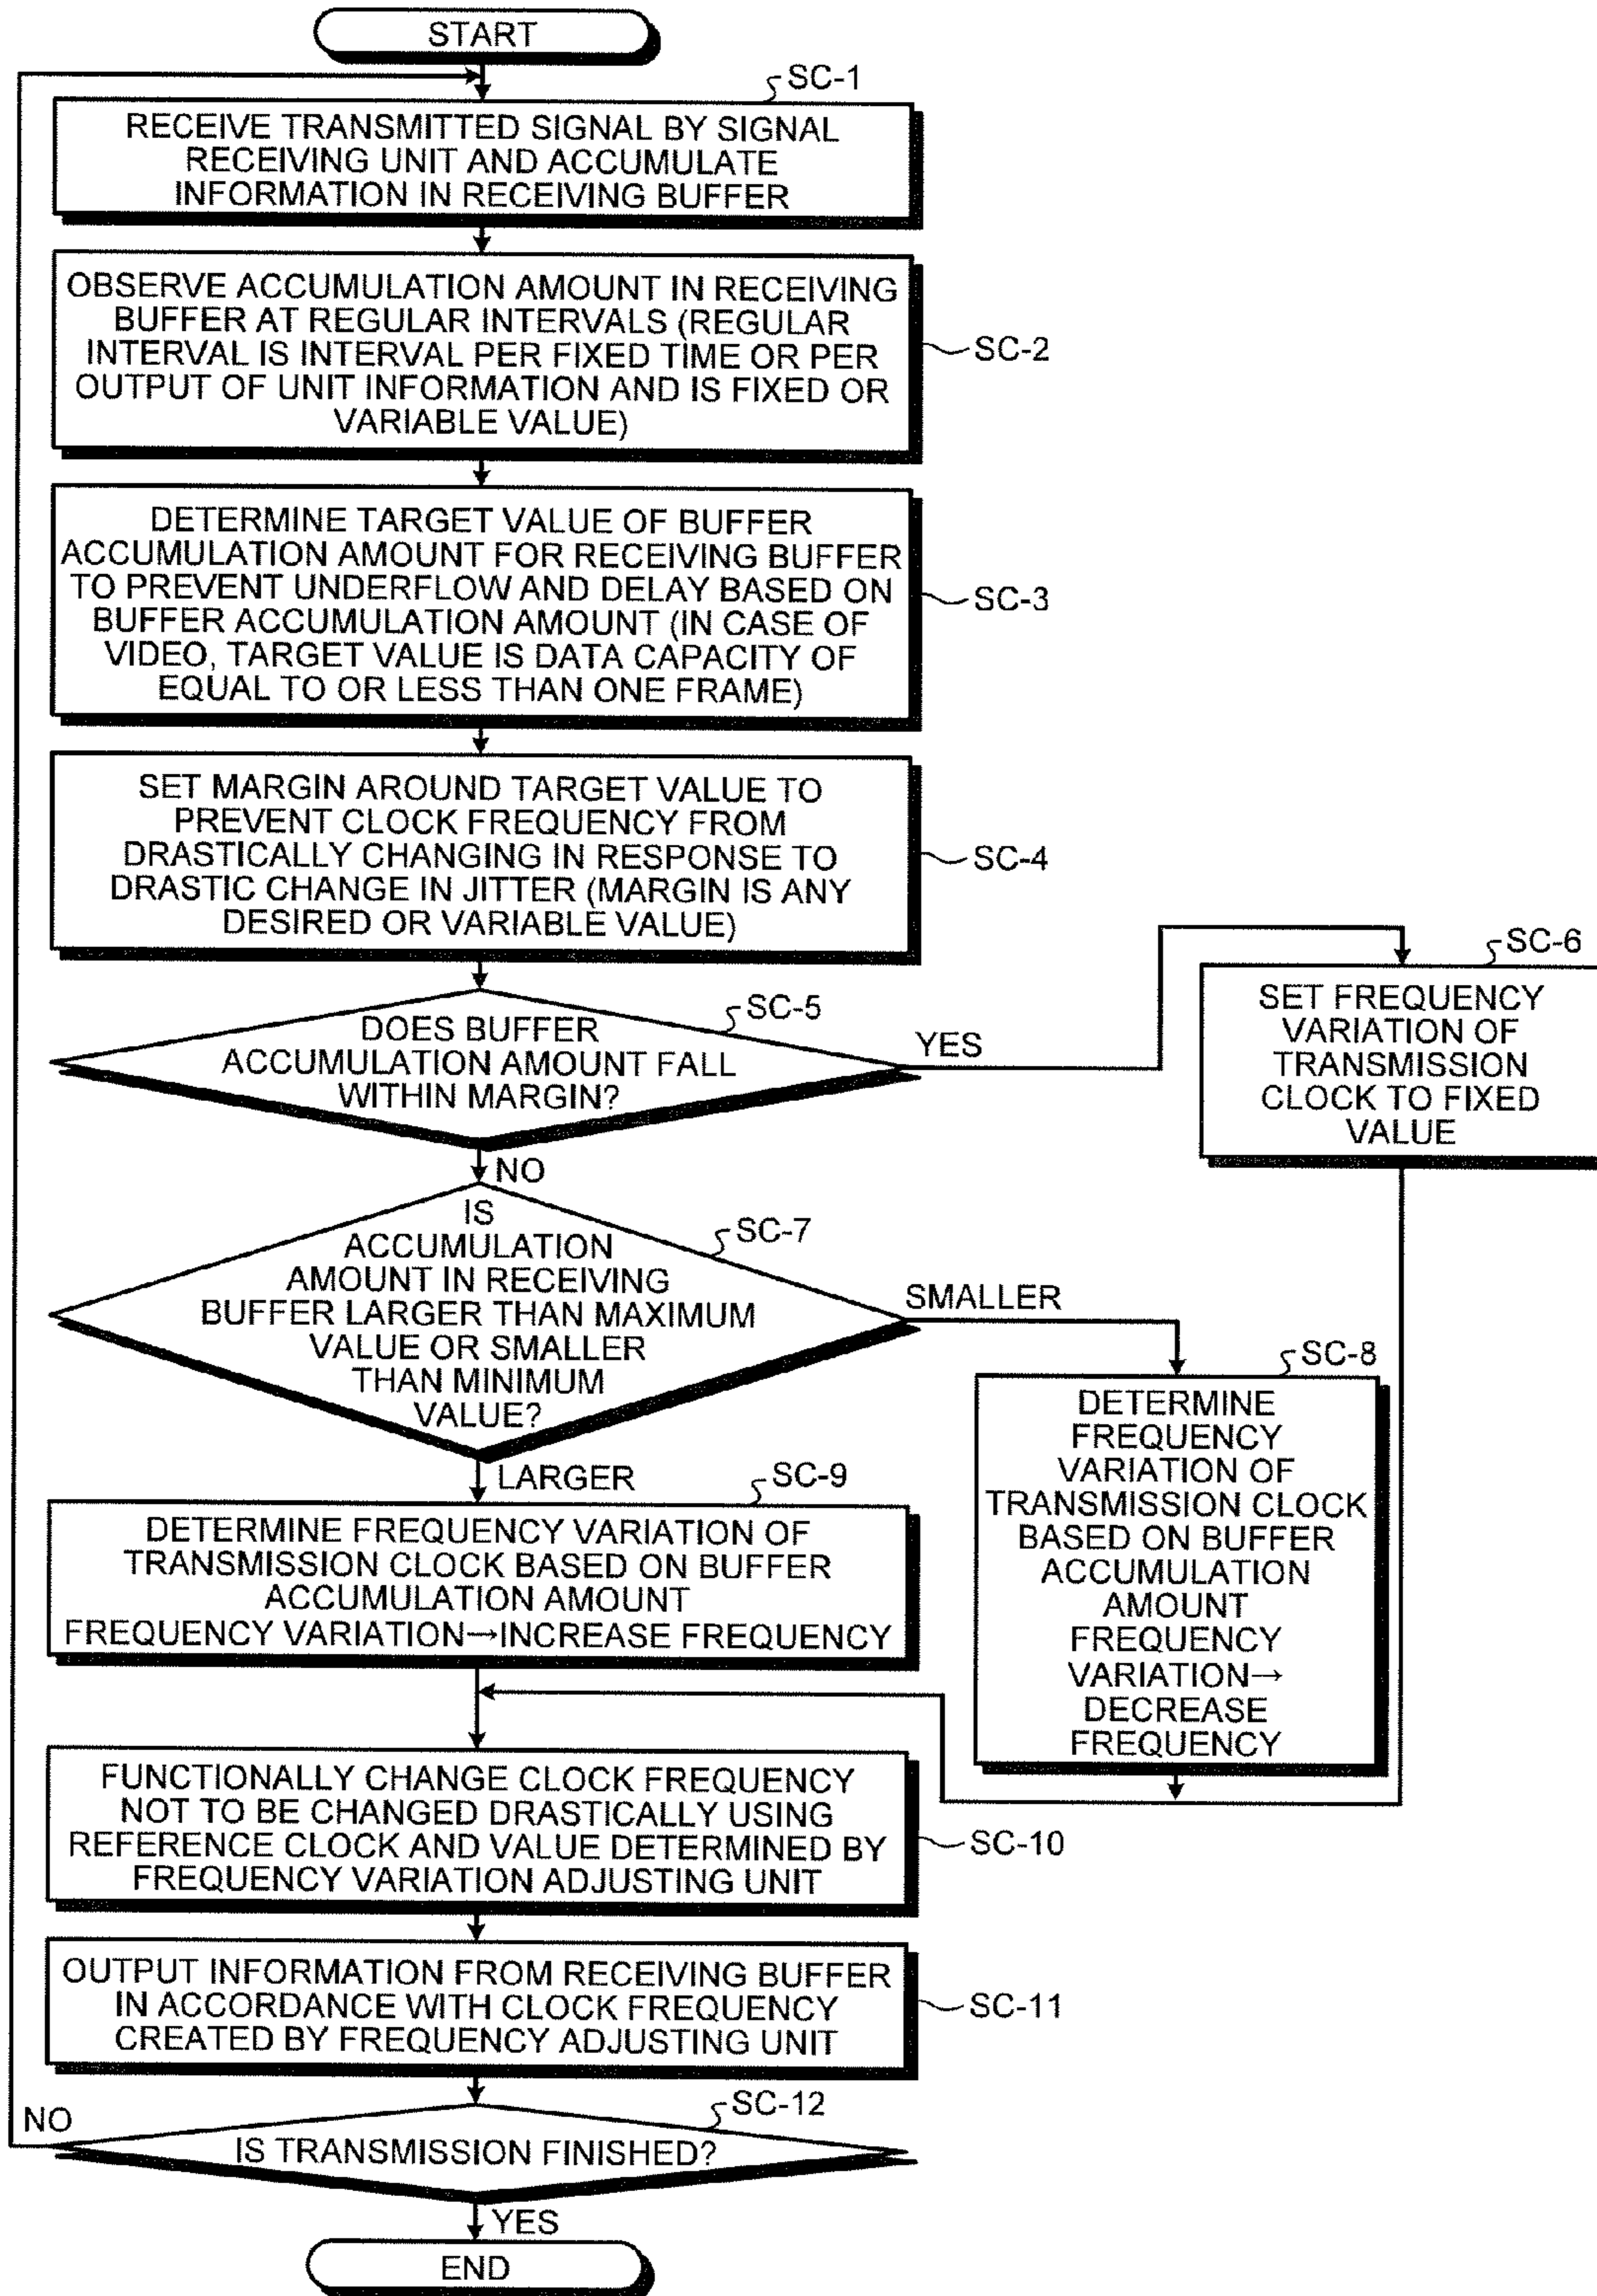 START
SC-1
RECEIVE TRANSMITTED SIGNAL BY SIGNAL
RECEIVING UNIT AND ACCUMULATE
INFORMATION IN RECEIVING BUFFER
OBSERVE ACCUMULATION AMOUNT IN RECEIVING
BUFFER AT REGULAR INTERVALS (REGULAR
INTERVAL IS INTERVAL PER FIXED TIME OR PER
OUTPUT OF UNIT INFORMATION AND IS FIXED OR
VARIABLE VALUE)
SC-2
DETERMINE TARGET VALUE OF BUFFER
ACCUMULATION AMOUNT FOR RECEIVING BUFFER
TO PREVENT UNDERFLOW AND DELAY BASED ON
BUFFER ACCUMULATION AMOUNT (IN CASE OF
VIDEO, TARGET VALUE IS DATA CAPACITY OF
EQUAL TO OR LESS THAN ONE FRAME)
SC-3
SET MARGIN AROUND TARGET VALUE TO
PREVENT CLOCK FREQUENCY FROM
DRASTICALLY CHANGING IN RESPONSE TO
DRASTIC CHANGE IN JITTER (MARGIN IS ANY
DESIRED OR VARIABLE VALUE)
SC-4
SC-5
DOES BUFFER
ACCUMULATION AMOUNT FALL
WITHIN MARGIN?
YES
NO
SC-6
SET FREQUENCY
VARIATION OF
TRANSMISSION
CLOCK TO FIXED
VALUE
SC-7
IS
ACCUMULATION
AMOUNT IN RECEIVING
BUFFER LARGER THAN MAXIMUM
VALUE OR SMALLER
THAN MINIMUM
VALUE?
SMALLER
LARGER
SC-8
DETERMINE
FREQUENCY
VARIATION OF
TRANSMISSION CLOCK
BASED ON BUFFER
ACCUMULATION
AMOUNT
FREQUENCY
VARIATION→
DECREASE
FREQUENCY
SC-9
DETERMINE FREQUENCY VARIATION OF
TRANSMISSION CLOCK BASED ON BUFFER
ACCUMULATION AMOUNT
FREQUENCY VARIATION→INCREASE FREQUENCY
FUNCTIONALLY CHANGE CLOCK FREQUENCY
NOT TO BE CHANGED DRASTICALLY USING
REFERENCE CLOCK AND VALUE DETERMINED BY
FREQUENCY VARIATION ADJUSTING UNIT
SC-10
OUTPUT INFORMATION FROM RECEIVING BUFFER
IN ACCORDANCE WITH CLOCK FREQUENCY
CREATED BY FREQUENCY ADJUSTING UNIT
SC-11
SC-12
NO
IS TRANSMISSION FINISHED?
YES
END